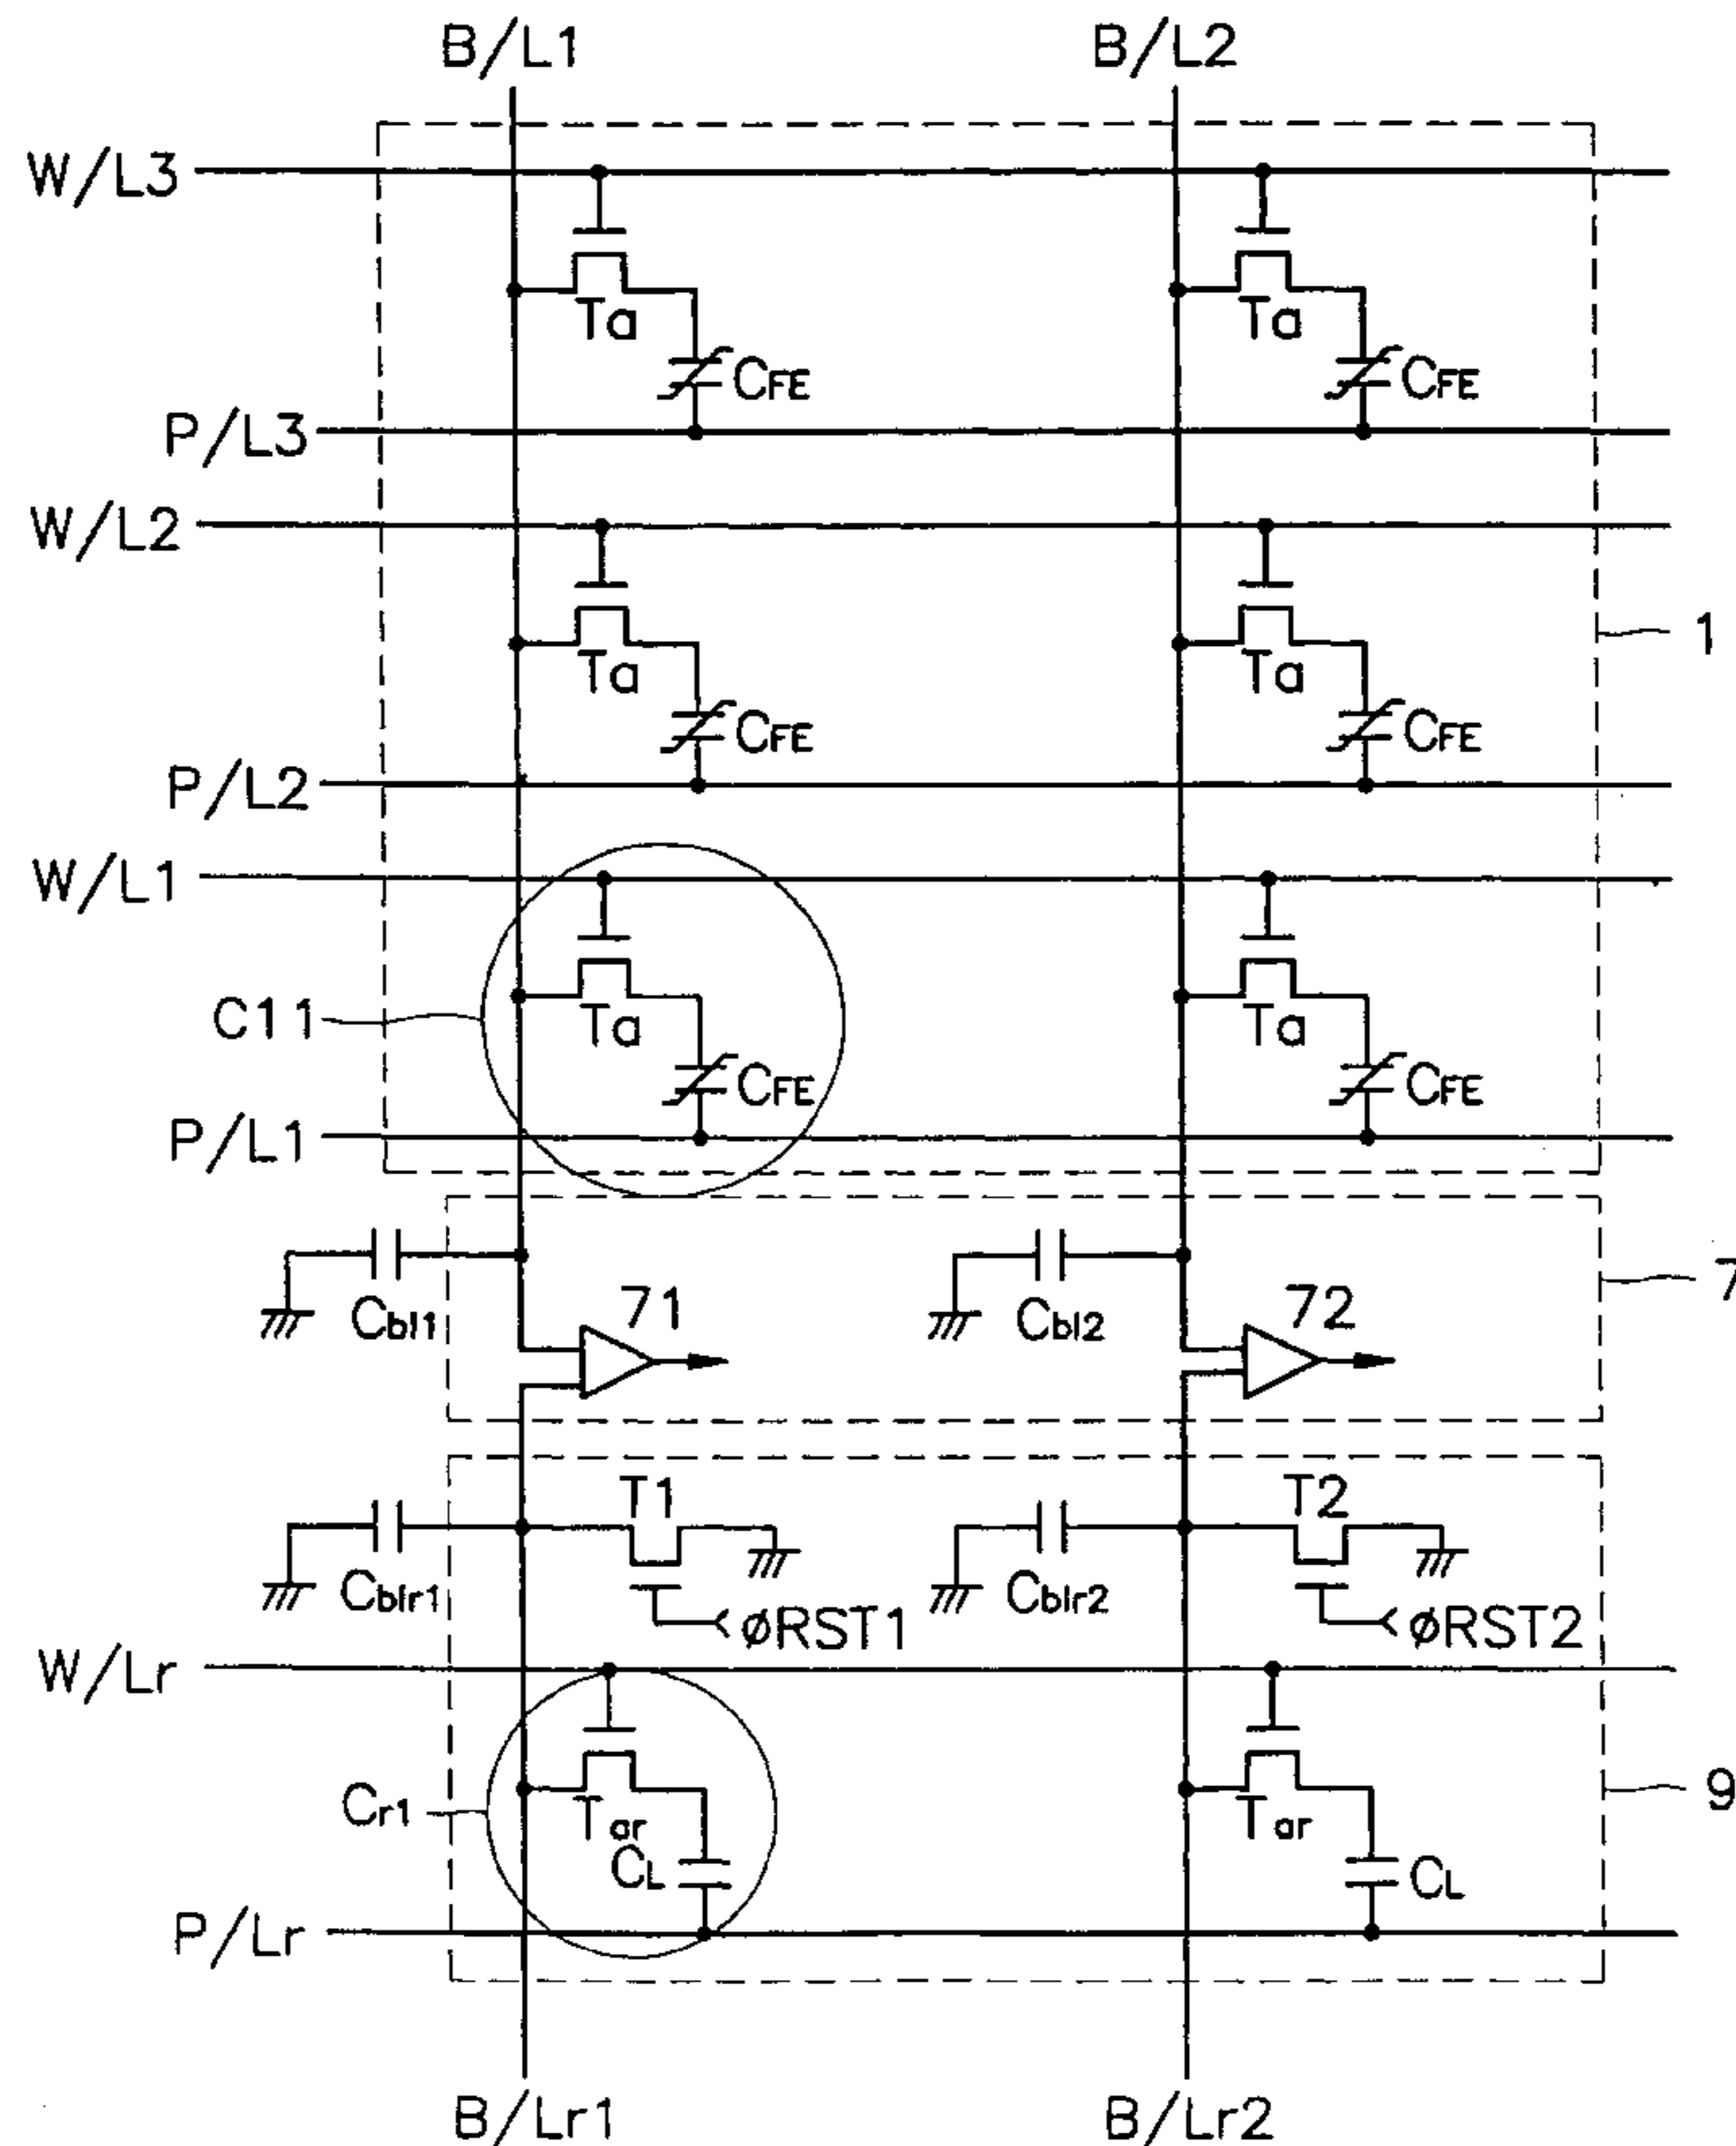 B/L1 B/L2
W/L3
Ta Ta
CFE CFE
P/L3
W/L2
1
Ta Ta
CFE CFE
P/L2
W/L1
C11
Ta Ta
CFE CFE
P/L1
7
71 72
Cbl1 Cbl2
T1 T2
Cblr1 Cblr2
øRST1 øRST2
W/Lr
9
Cr1
Tar Tar
CL CL
P/Lr
B/Lr1 B/Lr2